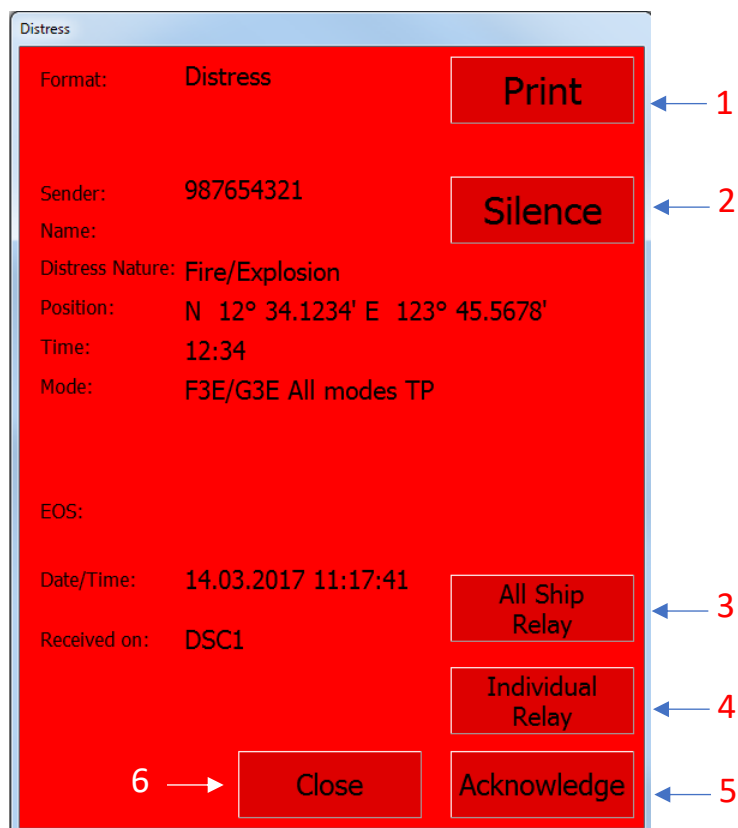 Distress
Format: Distress
Print
1
Sender: 987654321
Silence
2
Name:
Distress Nature: Fire/Explosion
Position: N 12° 34.1234' E 123° 45.5678'
Time: 12:34
Mode: F3E/G3E All modes TP
EOS:
Date/Time: 14.03.2017 11:17:41
All Ship
Relay
3
Received on: DSC1
Individual
Relay
4
6
Close
Acknowledge
5